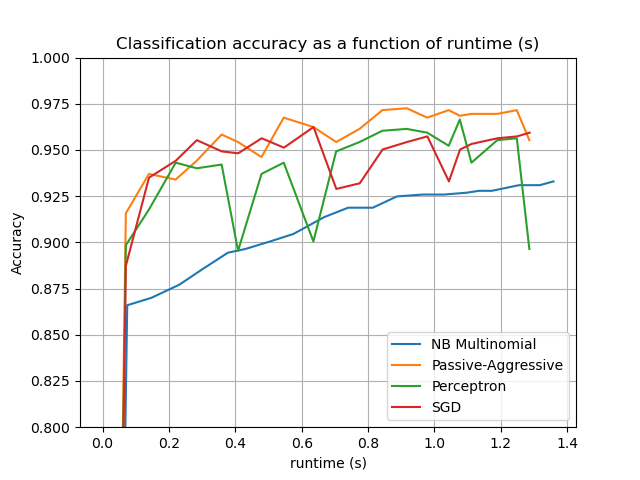 Classification accuracy as a function of runtime (s)
1.000
0.975
0.950
0.925
0.900
0.875
0.850
0.825
0.800
Accuracy
0.0 0.2 0.4 0.6 0.8 1.0 1.2 1.4
runtime (s)
NB Multinomial
Passive-Aggressive
Perceptron
SGD